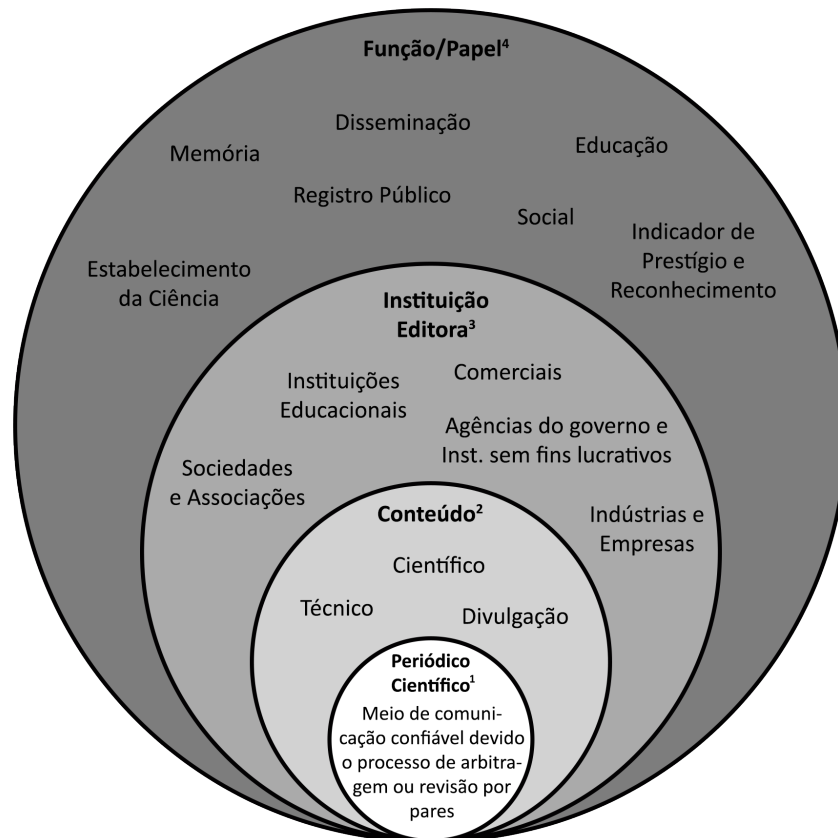 Função/Papel⁴
Disseminação
Memória
Educação
Registro Público
Social
Indicador de
Prestígio e
Reconhecimento
Estabelecimento
da Ciência
Instituição
Editora³
Comerciais
Instituições
Educacionais
Agências do governo e
Inst. sem fins lucrativos
Sociedades
e Associações
Indústrias e
Empresas
Conteúdo²
Científico
Técnico
Divulgação
Periódico
Científico¹
Meio de comuni-
cação confiável devido
o processo de arbitra-
gem ou revisão por
pares